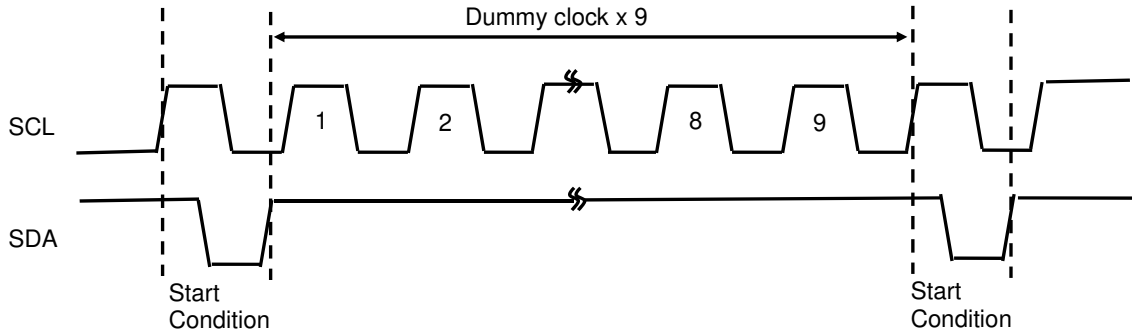 Dummy clock x 9
SCL
1
2
8
9
SDA
Start
Condition
Start
Condition